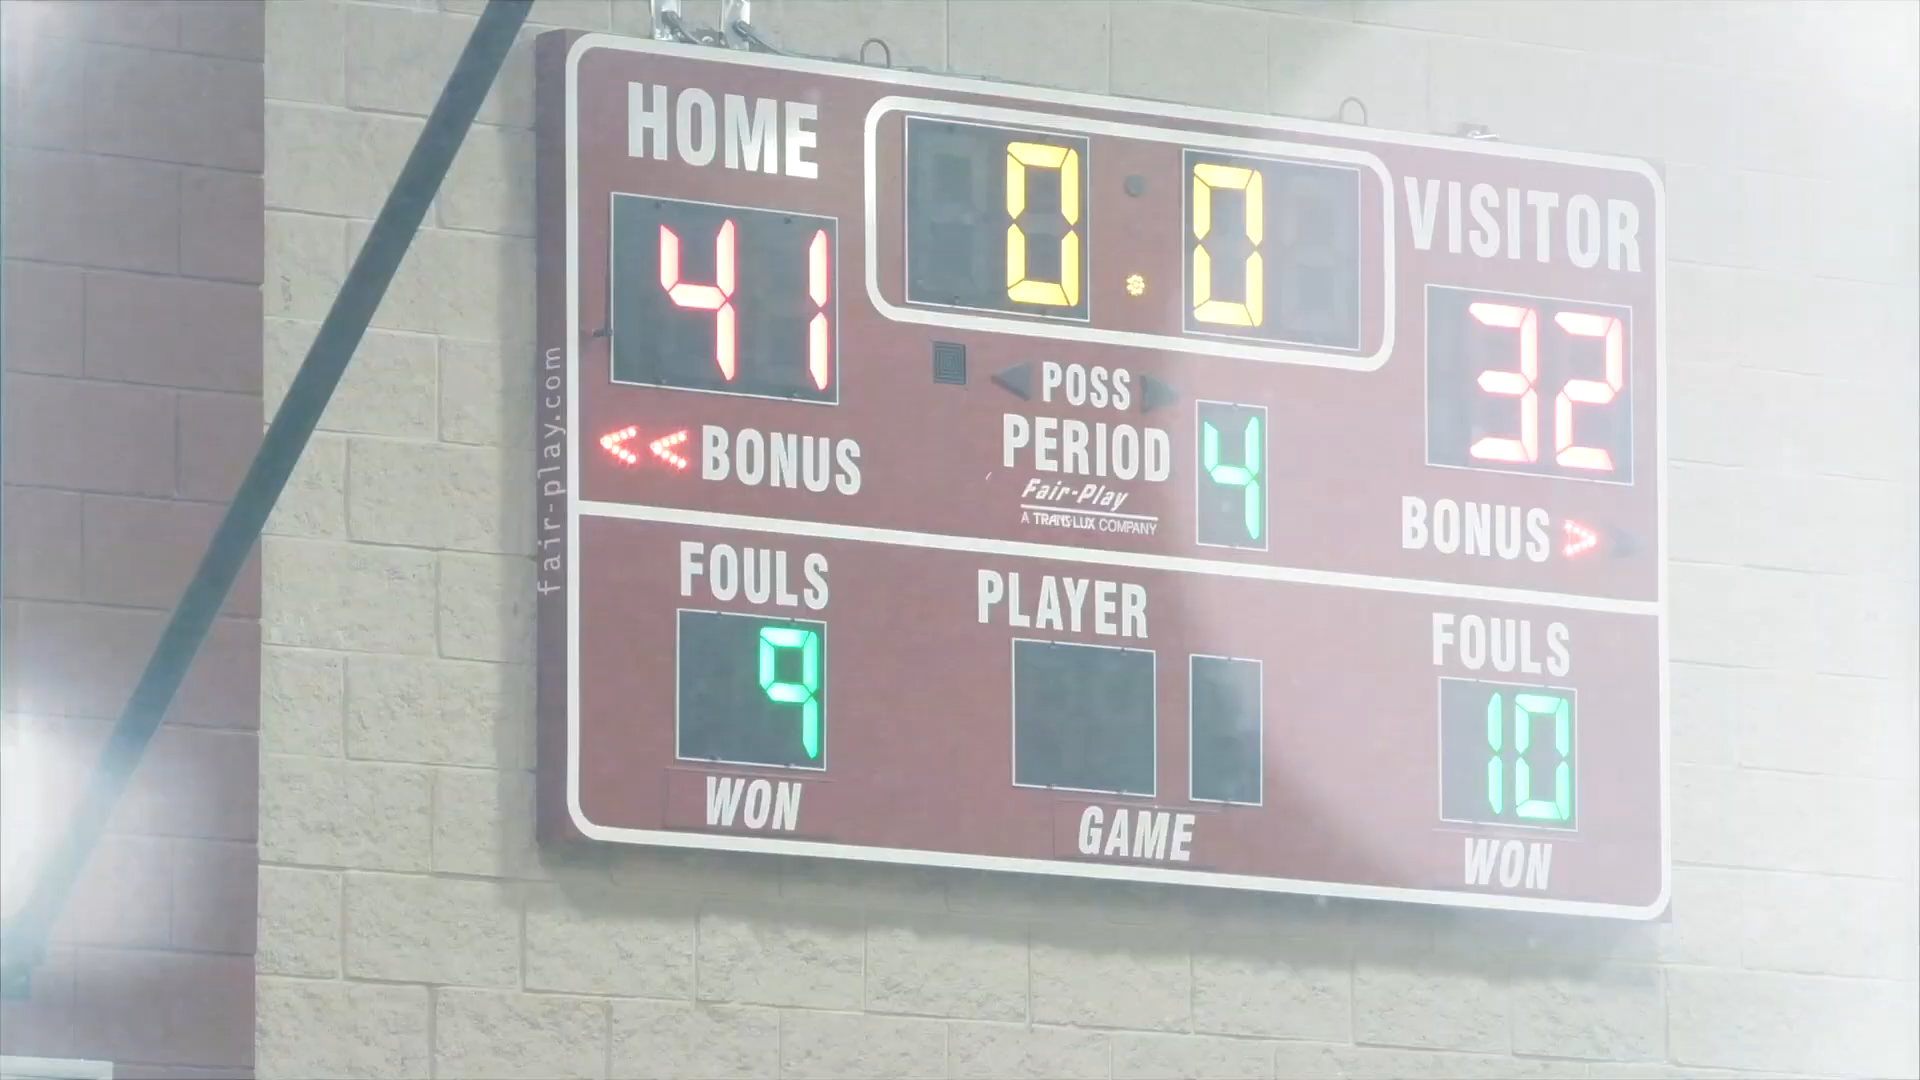 HOME
0.0
VISITOR
41
32
POSS
<< BONUS
PERIOD 4
BONUS >
Fair-Play
A TRANS-LUX COMPANY
fair-play.com
FOULS
PLAYER
FOULS
9
10
WON
GAME
WON